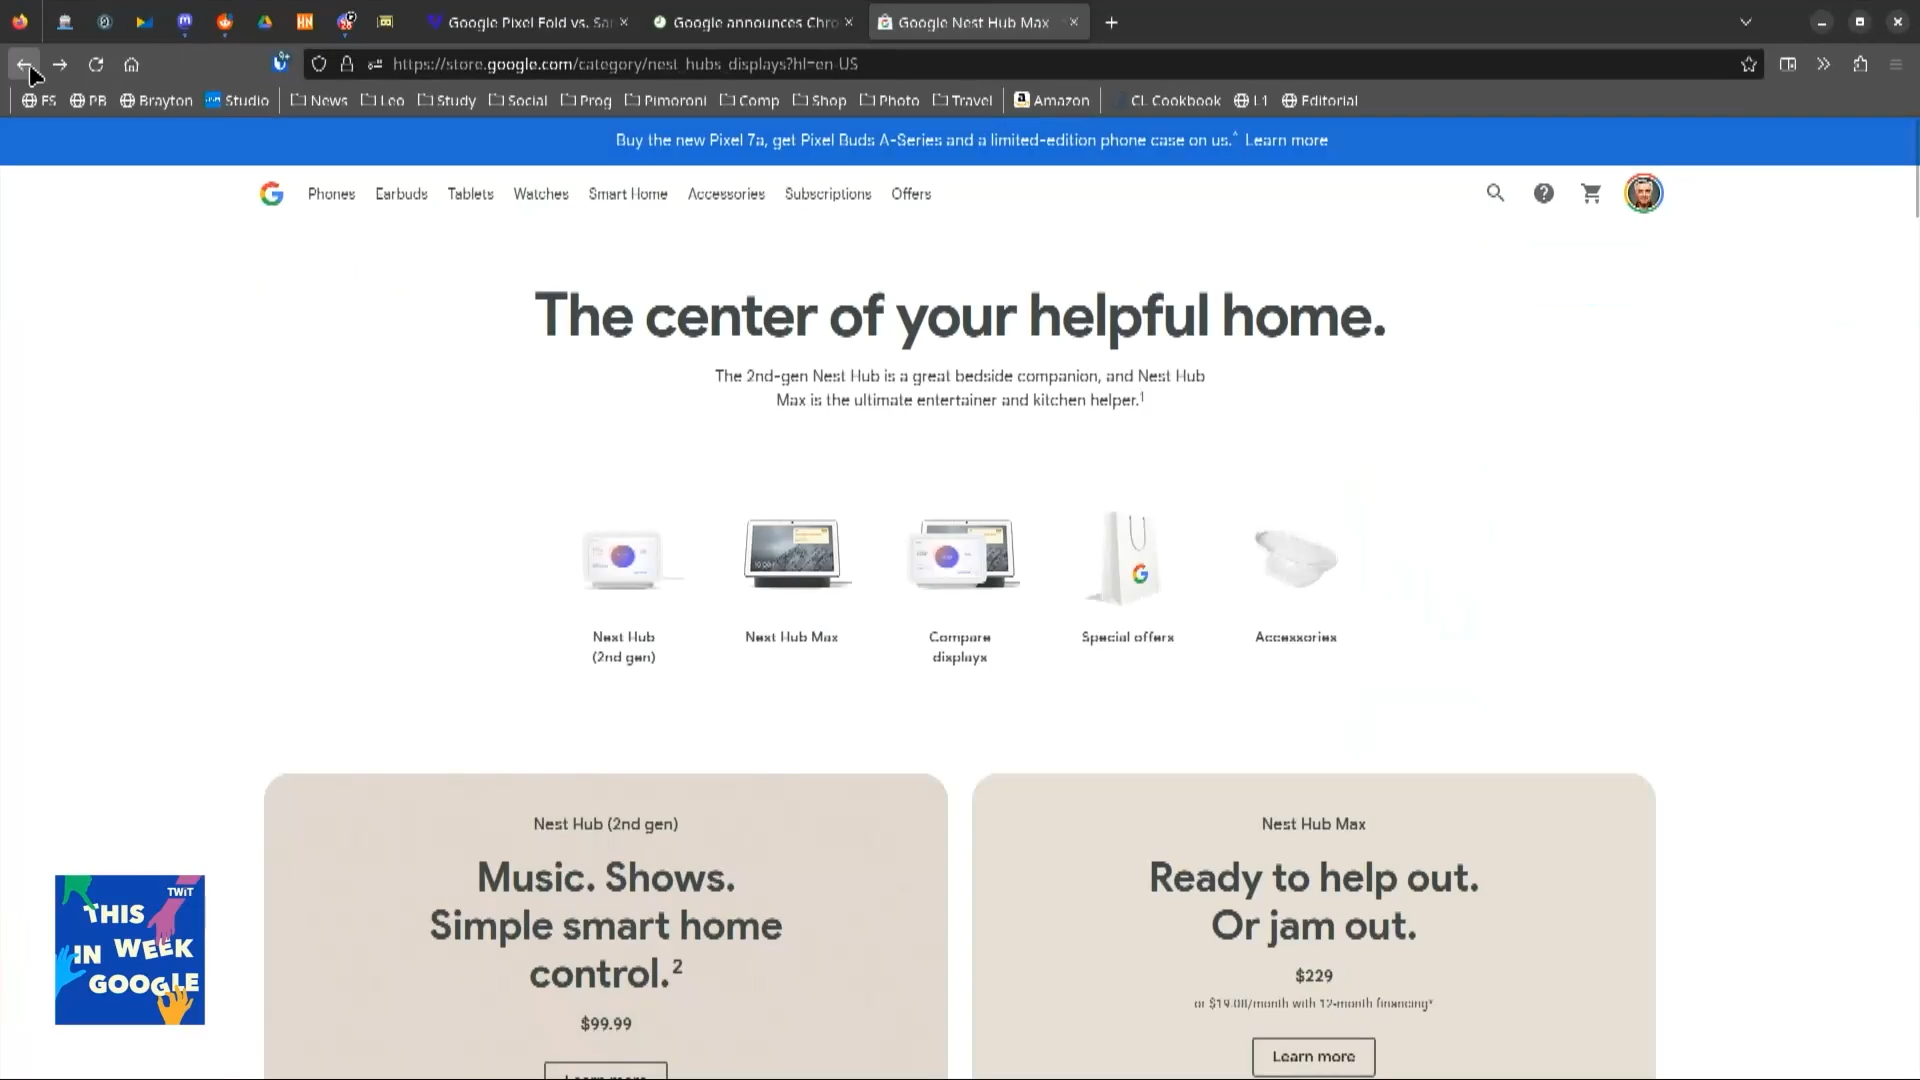 Google Pixel Fold vs. Sar
Google announces Chro
Google Nest Hub Max
https://store.google.com/category/nest_hubs_displays?hl=en-US
FS PB Brayton Studio News Leo Study Social Prog Pimoroni Comp Shop Photo Travel Amazon CL Cookbook L1 Editorial
Buy the new Pixel 7a, get Pixel Buds A-Series and a limited-edition phone case on us.^ Learn more
Phones Earbuds Tablets Watches Smart Home Accessories Subscriptions Offers
The center of your helpful home.
The 2nd-gen Nest Hub is a great bedside companion, and Nest Hub
Max is the ultimate entertainer and kitchen helper.1
Nest Hub
(2nd gen)
Nest Hub Max
Compare
displays
Special offers
Accessories
Nest Hub (2nd gen)
Music. Shows.
Simple smart home
control.2
$99.99
Nest Hub Max
Ready to help out.
Or jam out.
$229
or $19.08/month with 12-month financing*
Learn more
TWiT
THIS
IN WEEK
GOOGLE